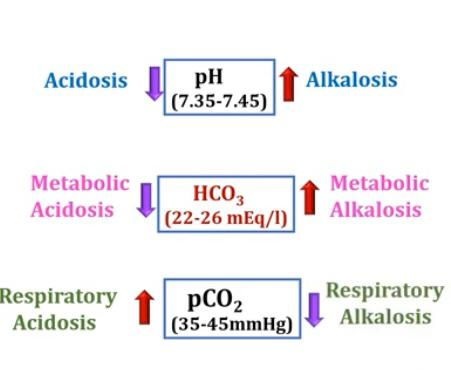 Acidosis pH Alkalosis
(7.35-7.45)
Metabolic HCO₃ Metabolic
Acidosis (22-26 mEq/l) Alkalosis
Respiratory pCO₂ Respiratory
Acidosis (35-45mmHg) Alkalosis